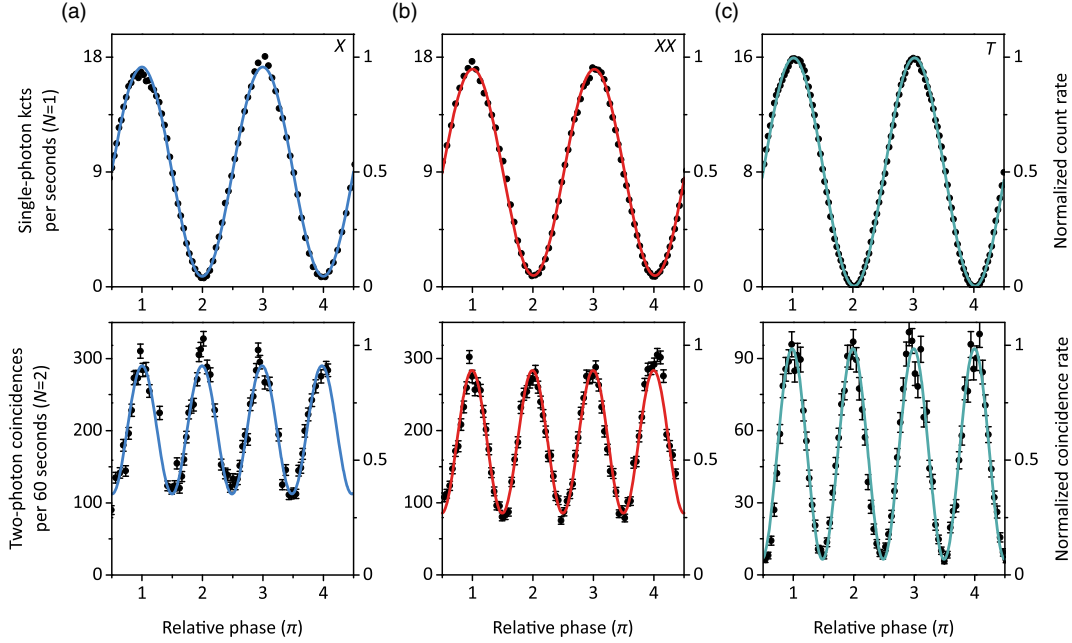 (a)
(b)
(c)
Single-photon kcts
per seconds (N=1)
18
9
0
X
1
0.5
0
1 2 3 4
18
9
0
XX
1
0.5
0
1 2 3 4
16
8
0
T
1
0.5
0
1 2 3 4
Normalized count rate
Two-photon coincidences
per 60 seconds (N=2)
300
200
100
0
1
0.5
0
1 2 3 4
Relative phase (π)
300
200
100
0
1
0.5
0
1 2 3 4
Relative phase (π)
90
60
30
0
1
0.5
0
1 2 3 4
Relative phase (π)
Normalized coincidence rate